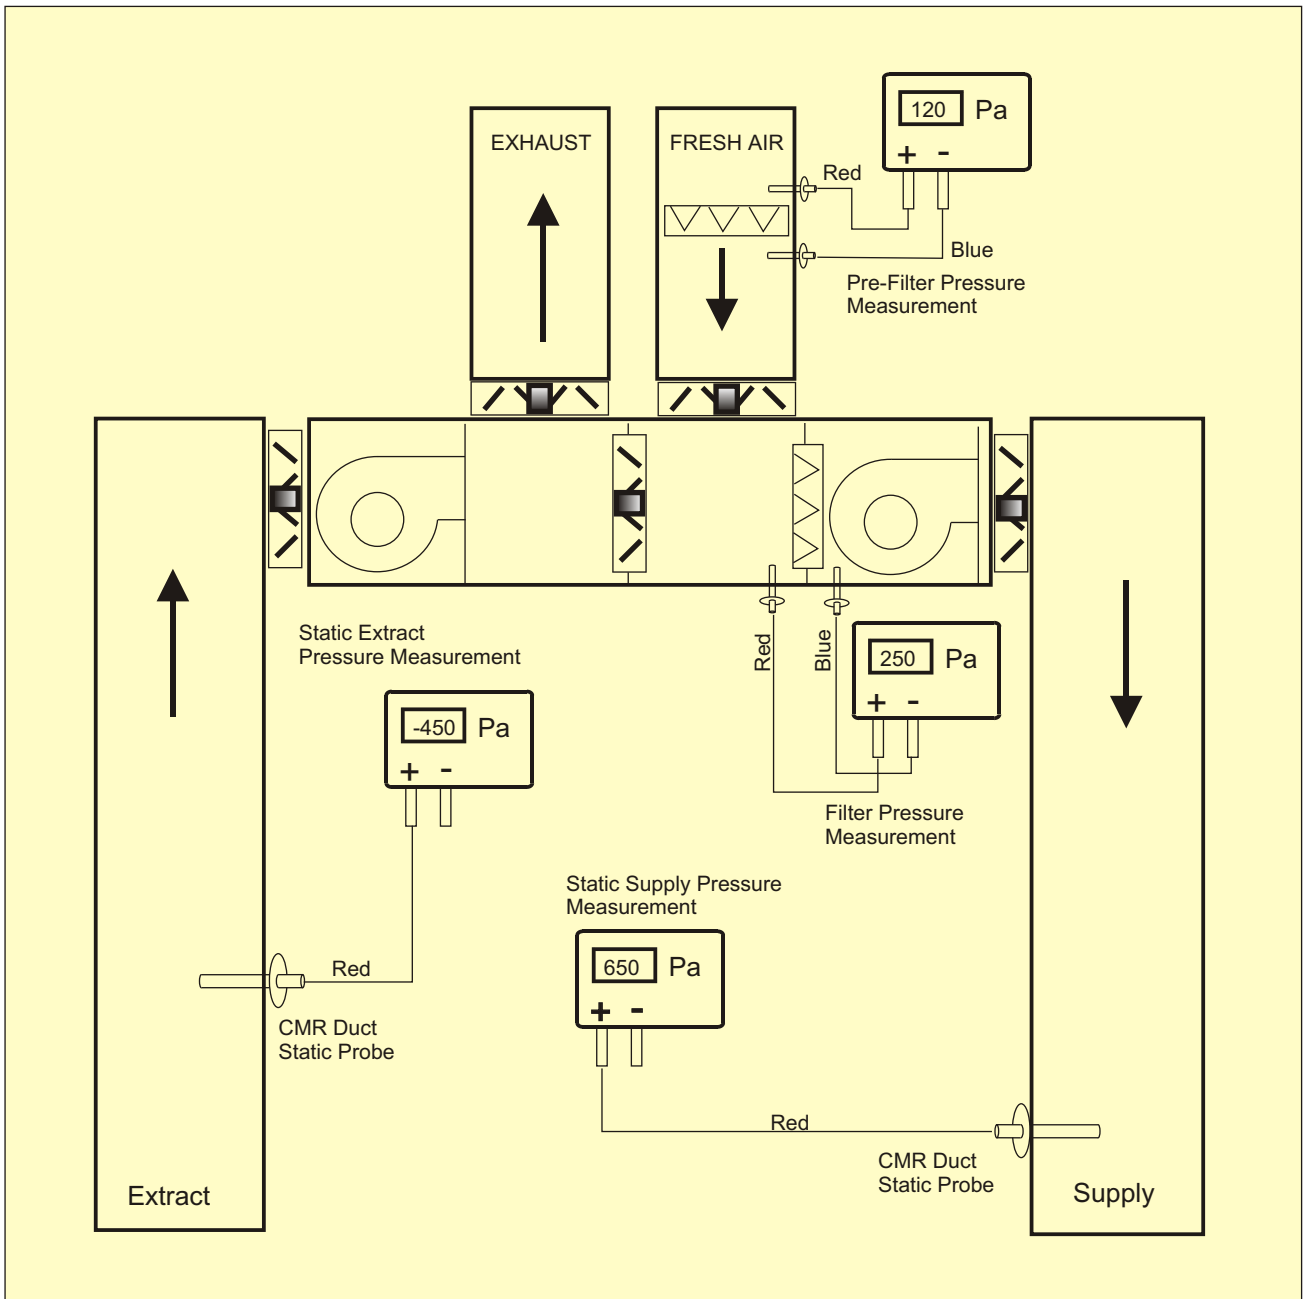 EXHAUST
FRESH AIR
120 Pa
+ -
Red
Blue
Pre-Filter Pressure
Measurement
Static Extract
Pressure Measurement
-450 Pa
+ -
Red
Blue
250 Pa
+ -
Filter Pressure
Measurement
Static Supply Pressure
Measurement
650 Pa
+ -
Red
CMR Duct
Static Probe
Red
CMR Duct
Static Probe
Extract
Supply